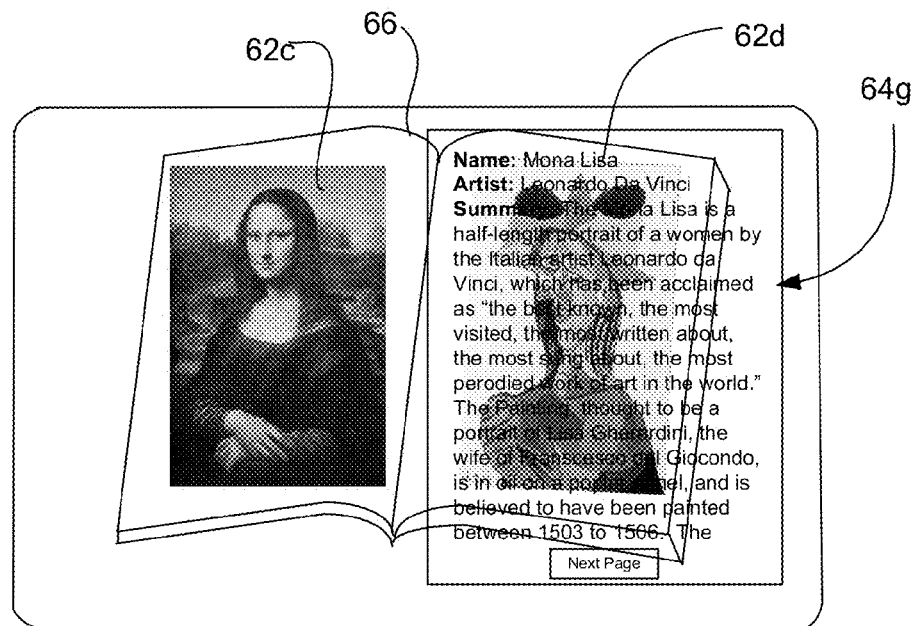 62c
66
62d
64g
Name: Mona Lisa
Artist: Leonardo Da Vinci
Summary: The Mona Lisa is a
half-length portrait of a women by
the Italian artist Leonardo da
Vinci, which has been acclaimed
as “the best known, the most
visited, the most written about,
the most sung about, the most
perodied work of art in the world.”
The Painting, thought to be a
portrait of Lisa Gherardini, the
wife of Franscesco del Giocondo,
is in oil on a poplar panel, and is
believed to have been painted
between 1503 to 1506. The
Next Page